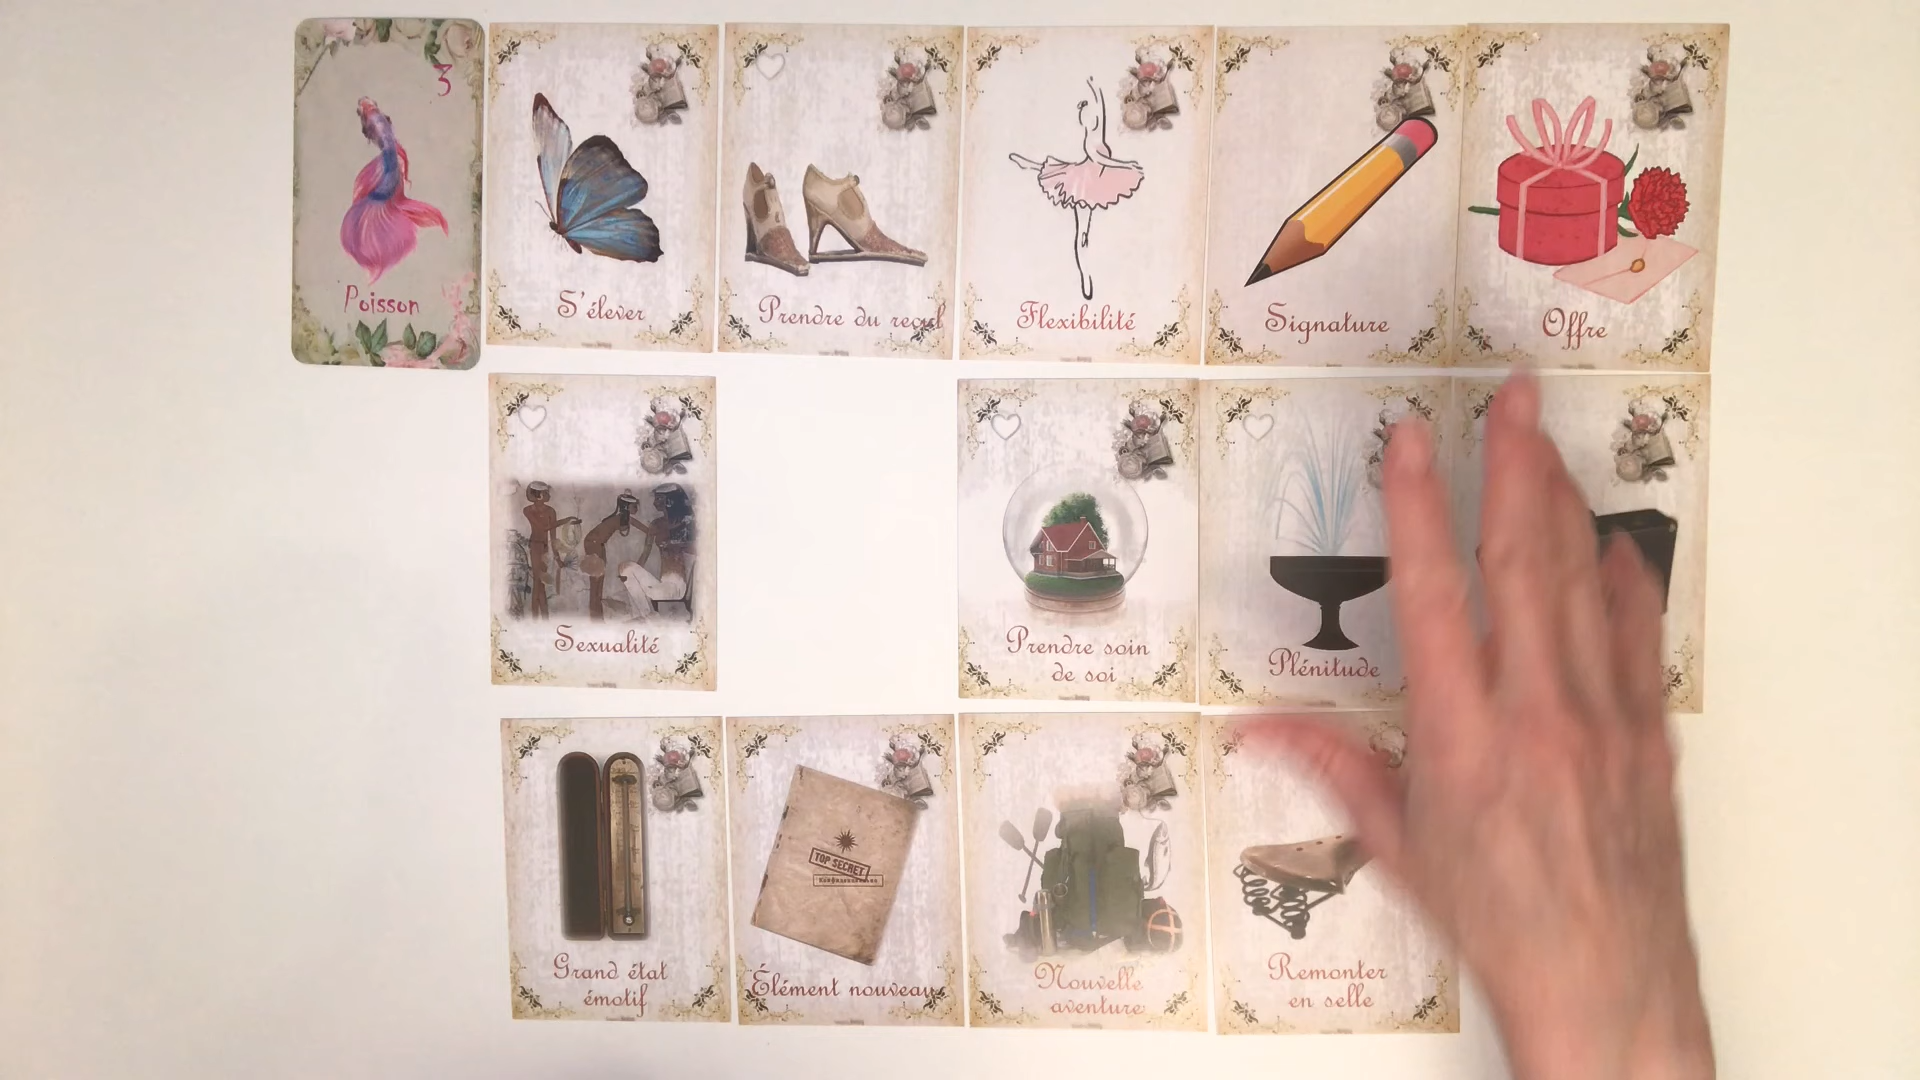 3
Poisson
S'élever
Prendre du recul
Flexibilité
Signature
Offre
Sexualité
Prendre soin
de soi
Plénitude
Grand état
émotif
TOP SECRET
Élément nouveau
Nouvelle
aventure
Remonter
en selle